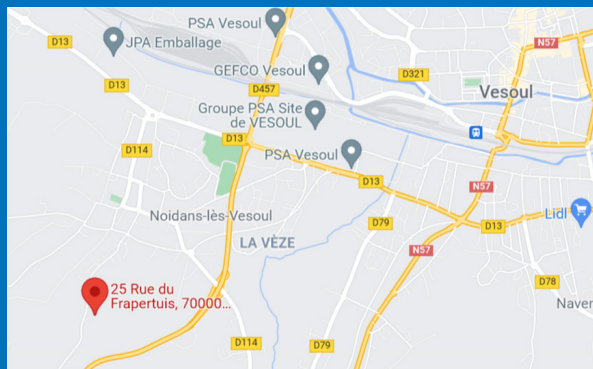 PSA Vesoul
D13
JPA Emballage
N57
GEFCO Vesoul
D321
D13
D457
Vesoul
Groupe PSA Site
de VESOUL
D13
D114
PSA Vesoul
D13
N57
Noidans-lès-Vesoul
Lidl
D79
D13
LA VÈZE
N57
D78
25 Rue du
Frapertuis, 70000...
Naven
D114
D79